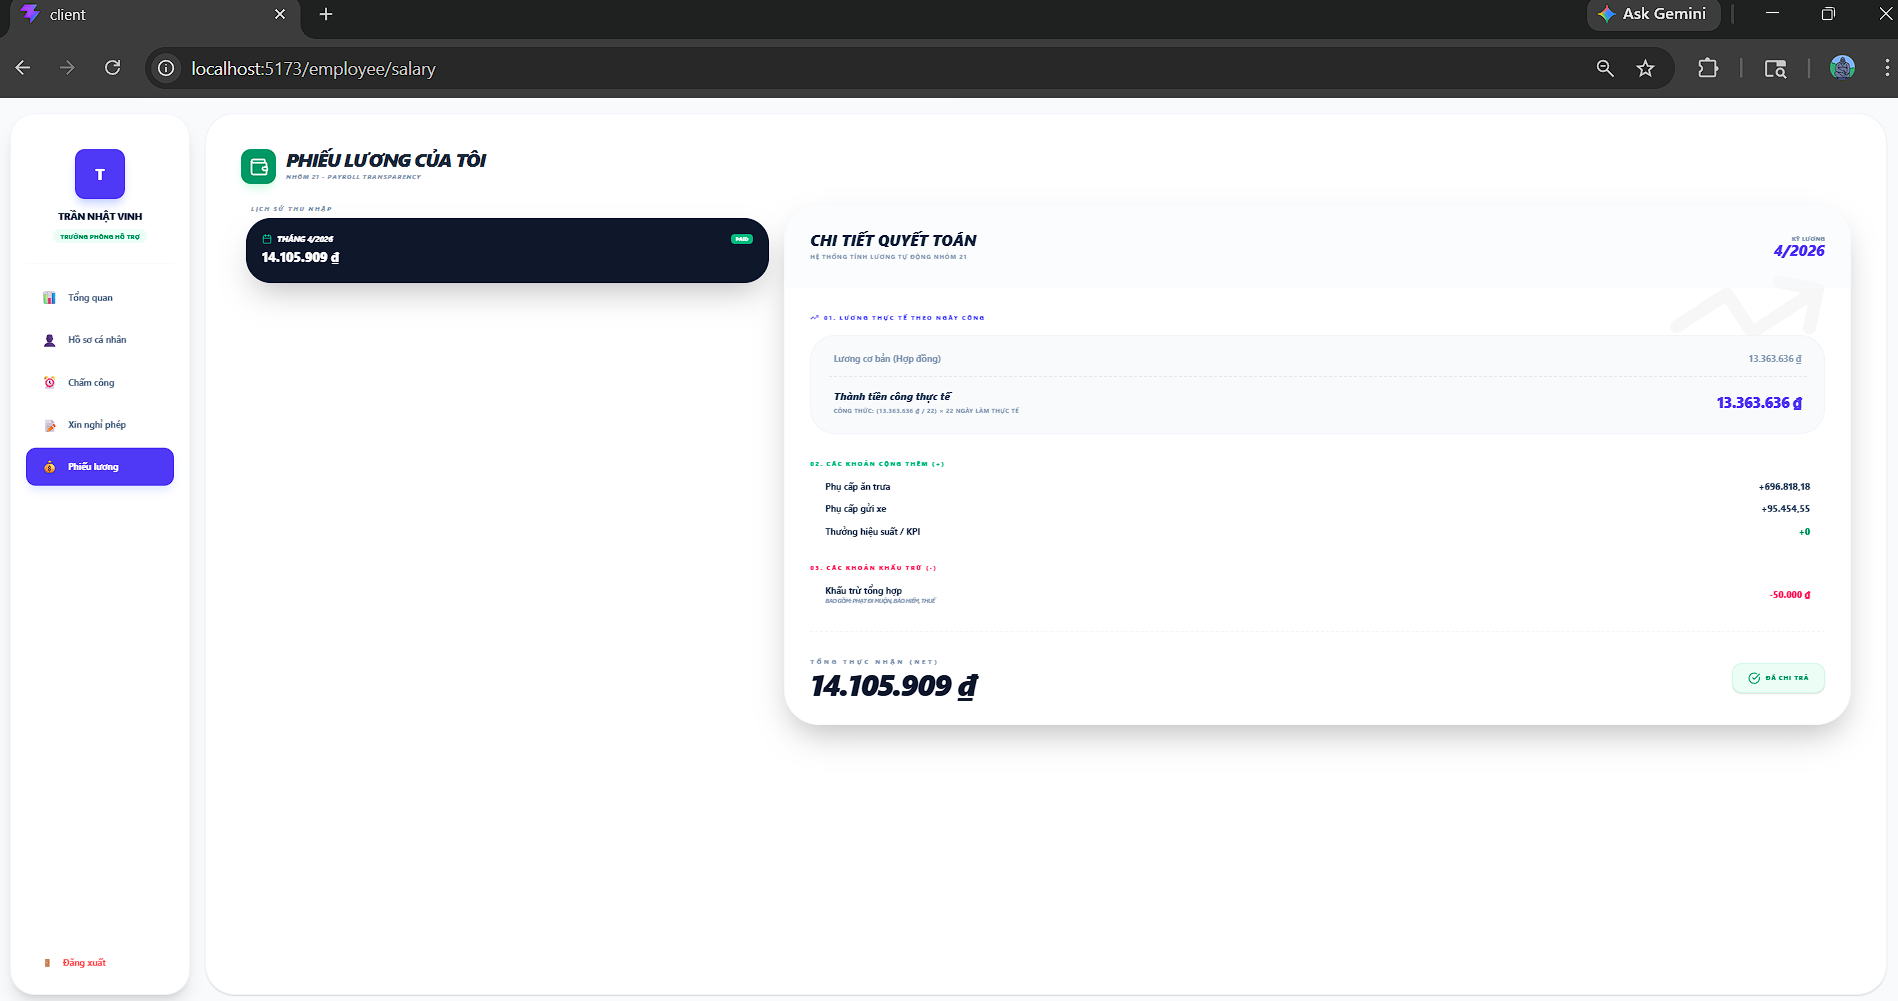 client
Ask Gemini
localhost:5173/employee/salary
T
TRẦN NHẬT VINH
TRƯỞNG PHÒNG HỖ TRỢ
Tổng quan
Hồ sơ cá nhân
Chấm công
Xin nghỉ phép
Phiếu lương
Đăng xuất
PHIẾU LƯƠNG CỦA TÔI
NHÓM 21 - PAYROLL TRANSPARENCY
LỊCH SỬ THU NHẬP
THÁNG 4/2026
PAID
14.105.909 ₫
CHI TIẾT QUYẾT TOÁN
HỆ THỐNG TÍNH LƯƠNG TỰ ĐỘNG NHÓM 21
KỲ LƯƠNG
4/2026
01. LƯƠNG THỰC TẾ THEO NGÀY CÔNG
Lương cơ bản (Hợp đồng)
13.363.636 ₫
Thành tiền công thực tế
CÔNG THỨC: (13.363.636 ₫ / 22) × 22 NGÀY LÀM THỰC TẾ
13.363.636 ₫
02. CÁC KHOẢN CỘNG THÊM (+)
Phụ cấp ăn trưa
+696.818,18
Phụ cấp gửi xe
+95.454,55
Thưởng hiệu suất / KPI
+0
03. CÁC KHOẢN KHẤU TRỪ (-)
Khấu trừ tổng hợp
BAO GỒM: PHẠT ĐI MUỘN, BẢO HIỂM, THUẾ
-50.000 ₫
TỔNG THỰC NHẬN (NET)
14.105.909 ₫
ĐÃ CHI TRẢ